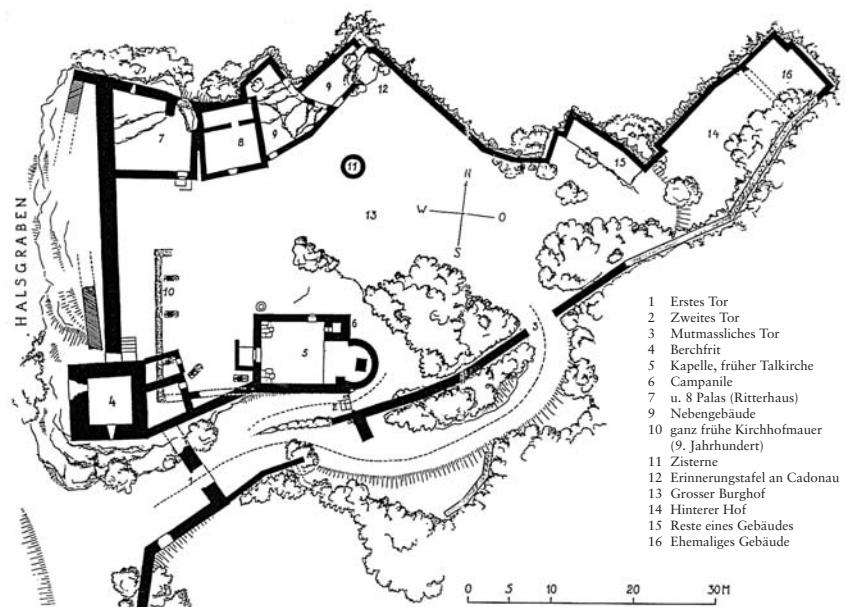 16
9
12
7
8
9
14
11
15
N
W
O
S
13
HALSGRABEN
10
3
6
5
4
2
1
1 Erstes Tor
2 Zweites Tor
3 Mutmassliches Tor
4 Berchfrit
5 Kapelle, früher Talkirche
6 Campanile
7 u. 8 Palas (Ritterhaus)
9 Nebengebäude
10 ganz frühe Kirchhofmauer
(9. Jahrhundert)
11 Zisterne
12 Erinnerungstafel an Cadonau
13 Grosser Burghof
14 Hinterer Hof
15 Reste eines Gebäudes
16 Ehemaliges Gebäude
0 5 10 20 30 M